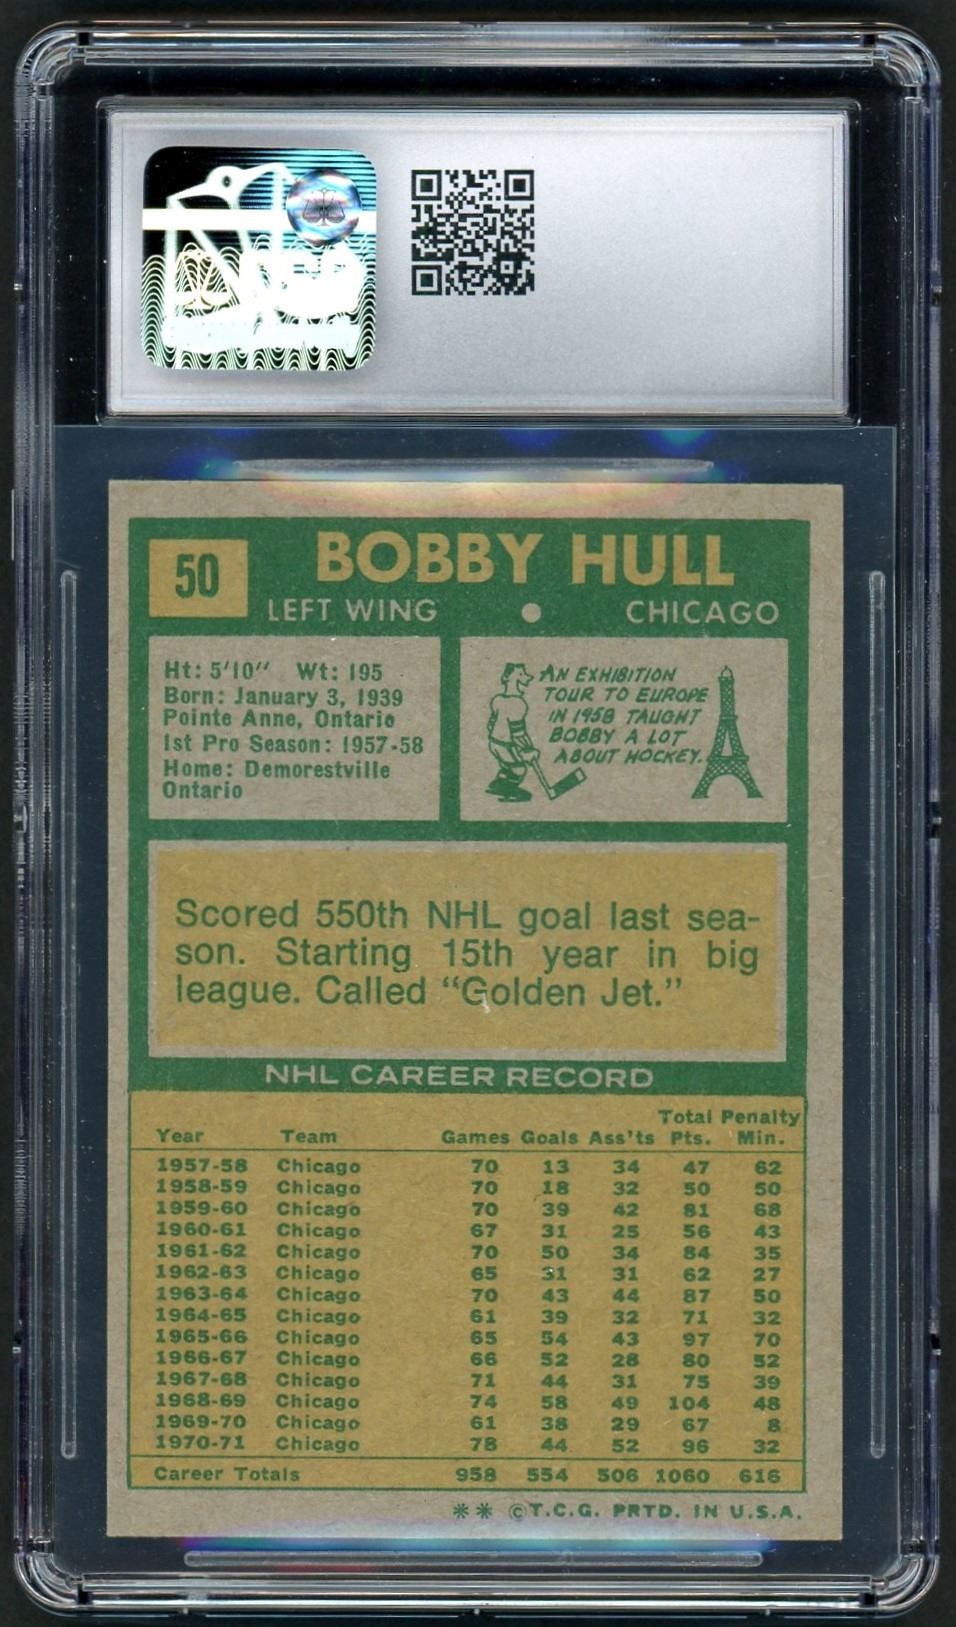 50
BOBBY HULL
LEFT WING • CHICAGO
Ht: 5'10" Wt: 195
Born: January 3, 1939
Pointe Anne, Ontario
1st Pro Season: 1957-58
Home: Demorestville
Ontario
AN EXHIBITION
TOUR TO EUROPE
IN 1958 TAUGHT
BOBBY A LOT
ABOUT HOCKEY.
Scored 550th NHL goal last sea-
son. Starting 15th year in big
league. Called "Golden Jet."
NHL CAREER RECORD
Total Penalty
Year Team Games Goals Ass'ts Pts. Min.
1957-58 Chicago 70 13 34 47 62
1958-59 Chicago 70 18 32 50 50
1959-60 Chicago 70 39 42 81 68
1960-61 Chicago 67 31 25 56 43
1961-62 Chicago 70 50 34 84 35
1962-63 Chicago 65 31 31 62 27
1963-64 Chicago 70 43 44 87 50
1964-65 Chicago 61 39 32 71 32
1965-66 Chicago 65 54 43 97 70
1966-67 Chicago 66 52 28 80 52
1967-68 Chicago 71 44 31 75 39
1968-69 Chicago 74 58 49 104 48
1969-70 Chicago 61 38 29 67 8
1970-71 Chicago 78 44 52 96 32
Career Totals 958 554 506 1060 616
** ©T.C.G. PRTD. IN U.S.A.